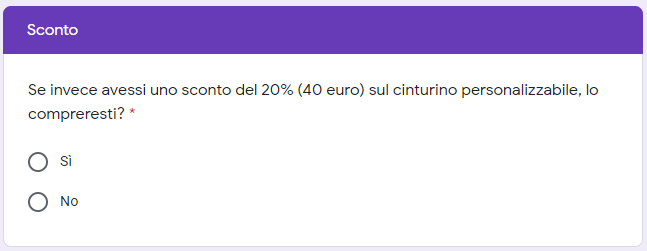 Sconto
Se invece avessi uno sconto del 20% (40 euro) sul cinturino personalizzabile, lo
compreresti? *
Sì
No